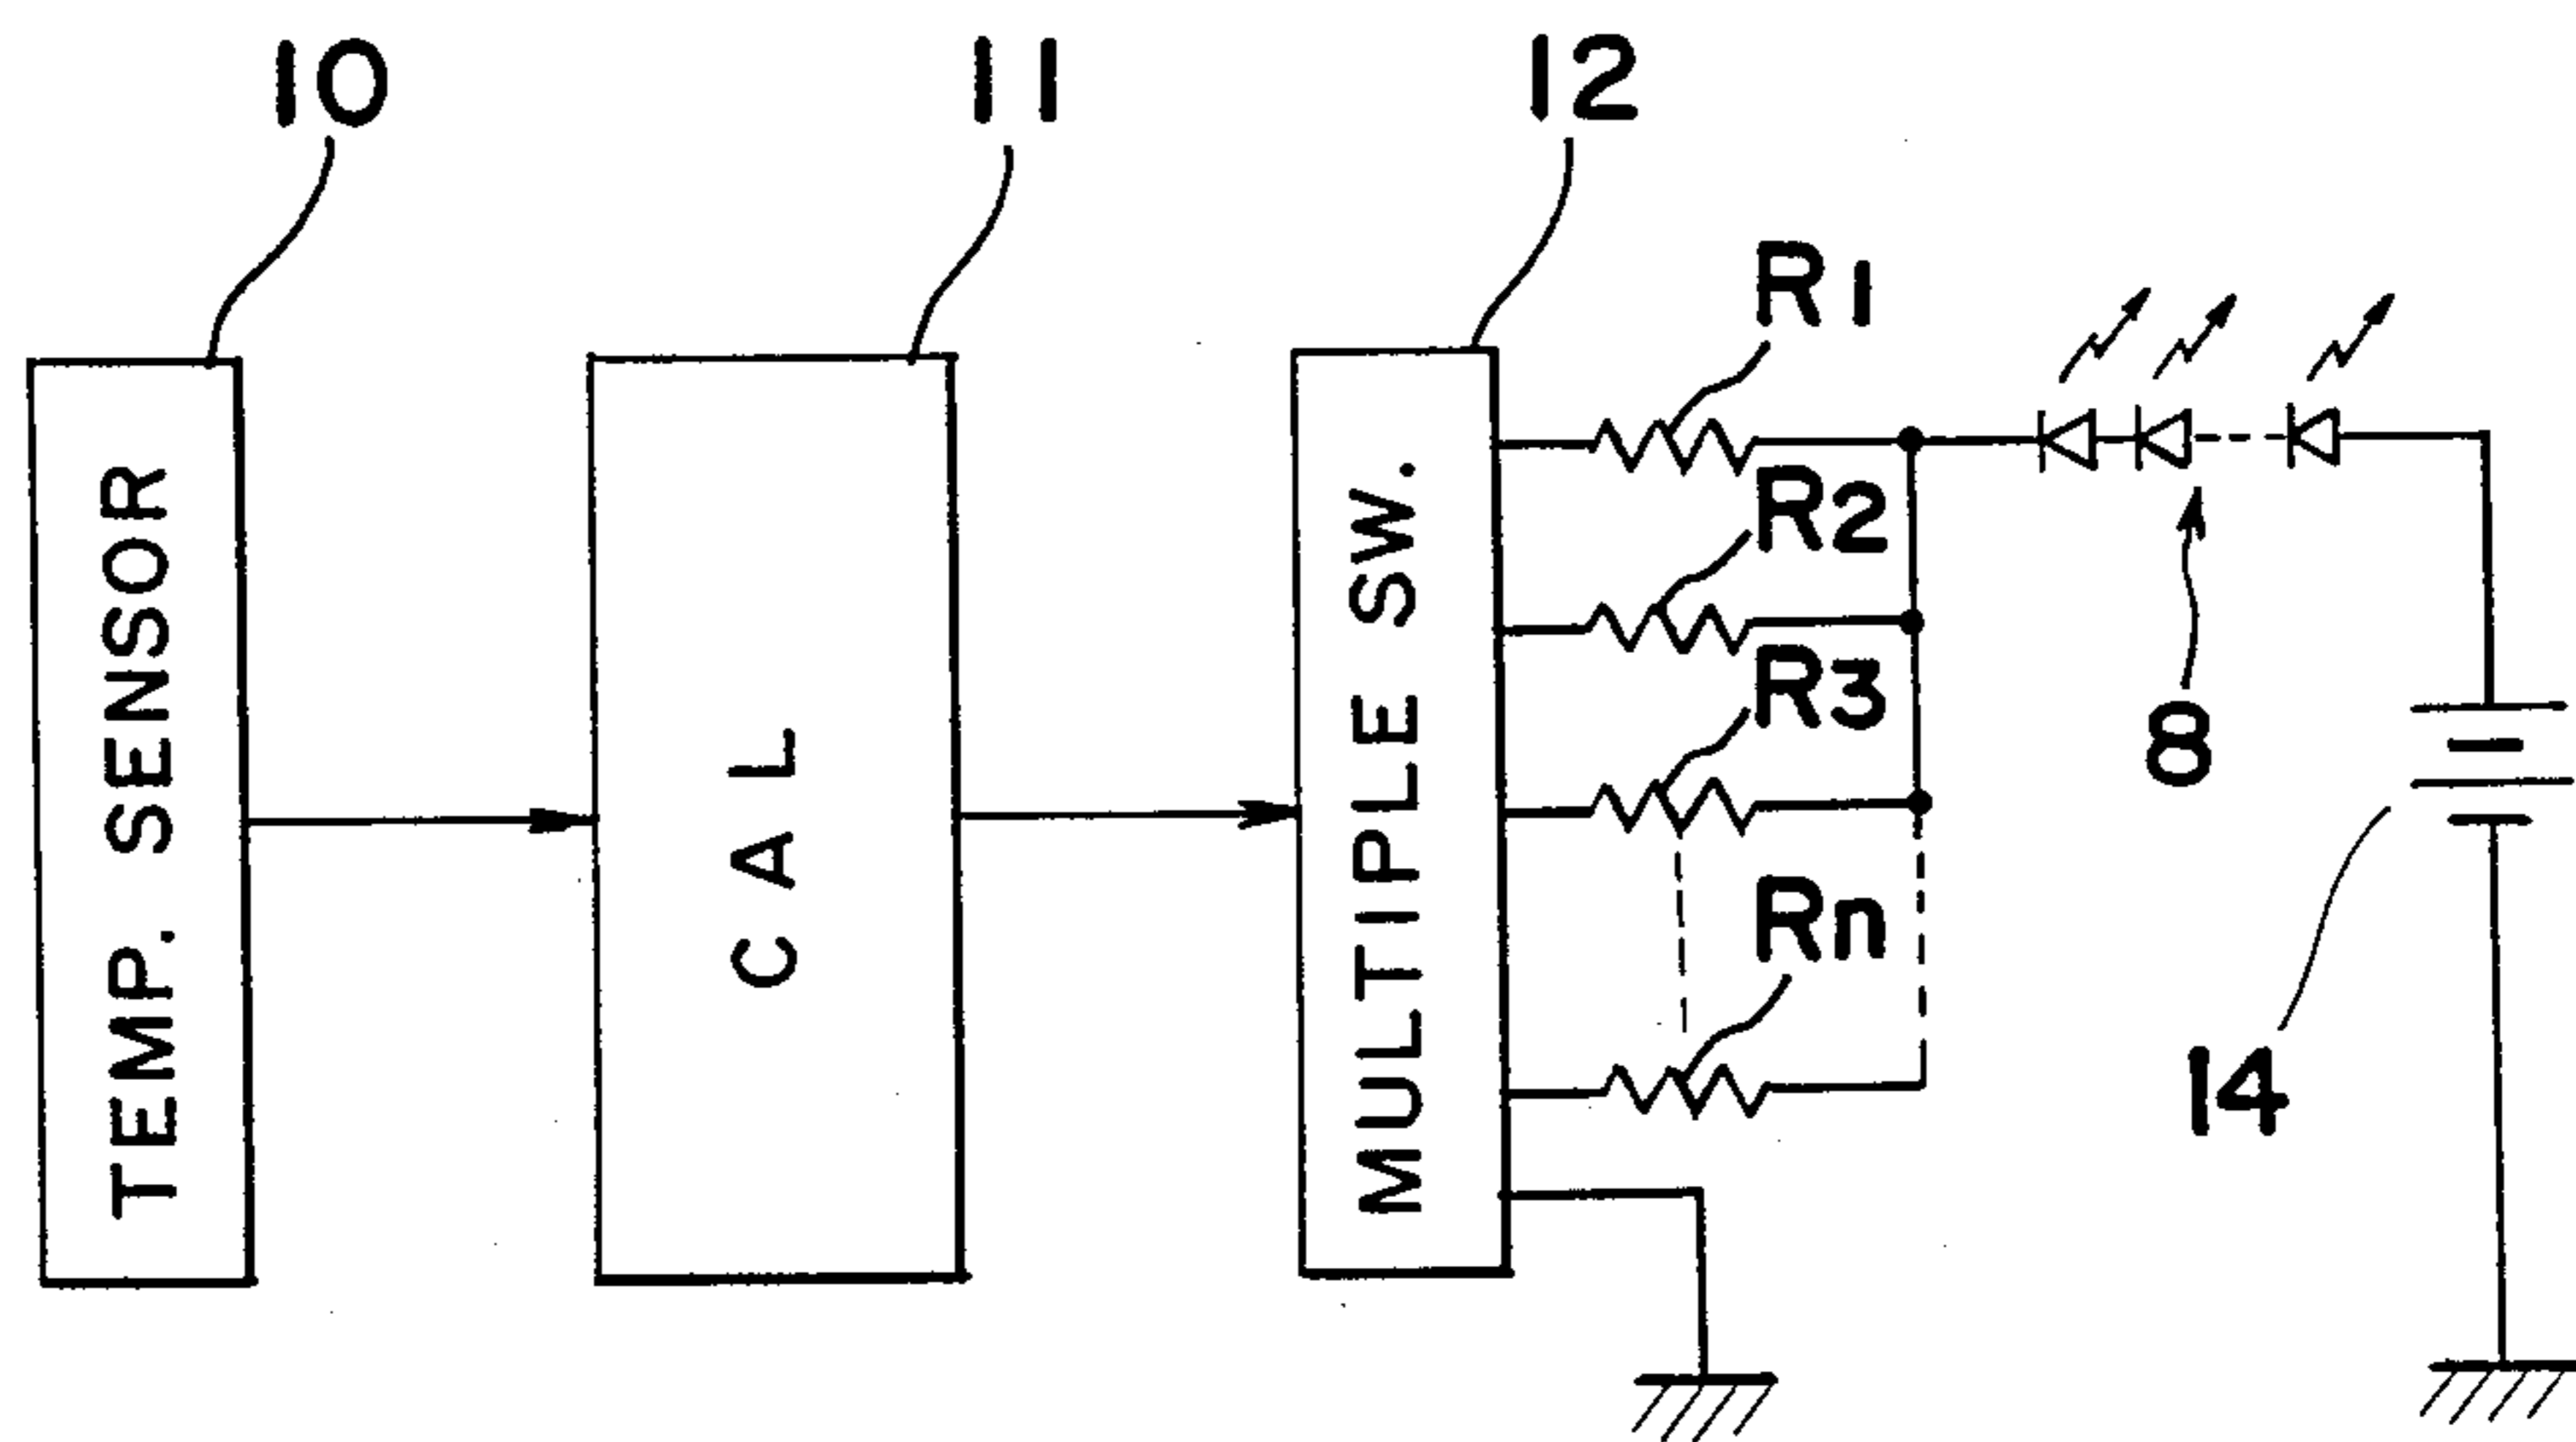 10
11
12
TEMP. SENSOR
CAL
MULTIPLE SW.
R1
R2
R3
Rn
8
14